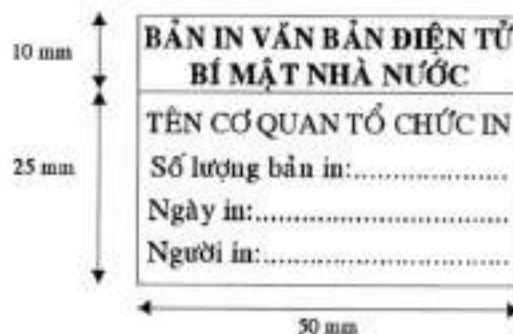 10 mm
BẢN IN VĂN BẢN ĐIỆN TỬ
BÍ MẬT NHÀ NƯỚC
25 mm
TÊN CƠ QUAN TỔ CHỨC IN
Số lượng bản in:...................
Ngày in:...............................
Người in:..............................
50 mm